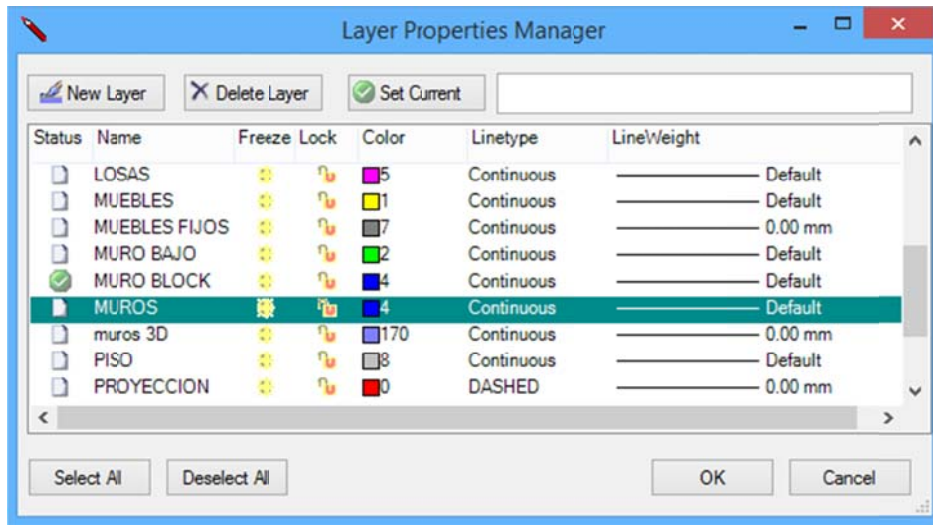 Layer Properties Manager
New Layer Delete Layer Set Current
Status Name Freeze Lock Color Linetype LineWeight
LOSAS 5 Continuous Default
MUEBLES 1 Continuous Default
MUEBLES FIJOS 7 Continuous 0.00 mm
MURO BAJO 2 Continuous Default
MURO BLOCK 4 Continuous Default
MUROS 4 Continuous Default
muros 3D 170 Continuous 0.00 mm
PISO 8 Continuous Default
PROYECCION 0 DASHED 0.00 mm
Select All Deselect All OK Cancel